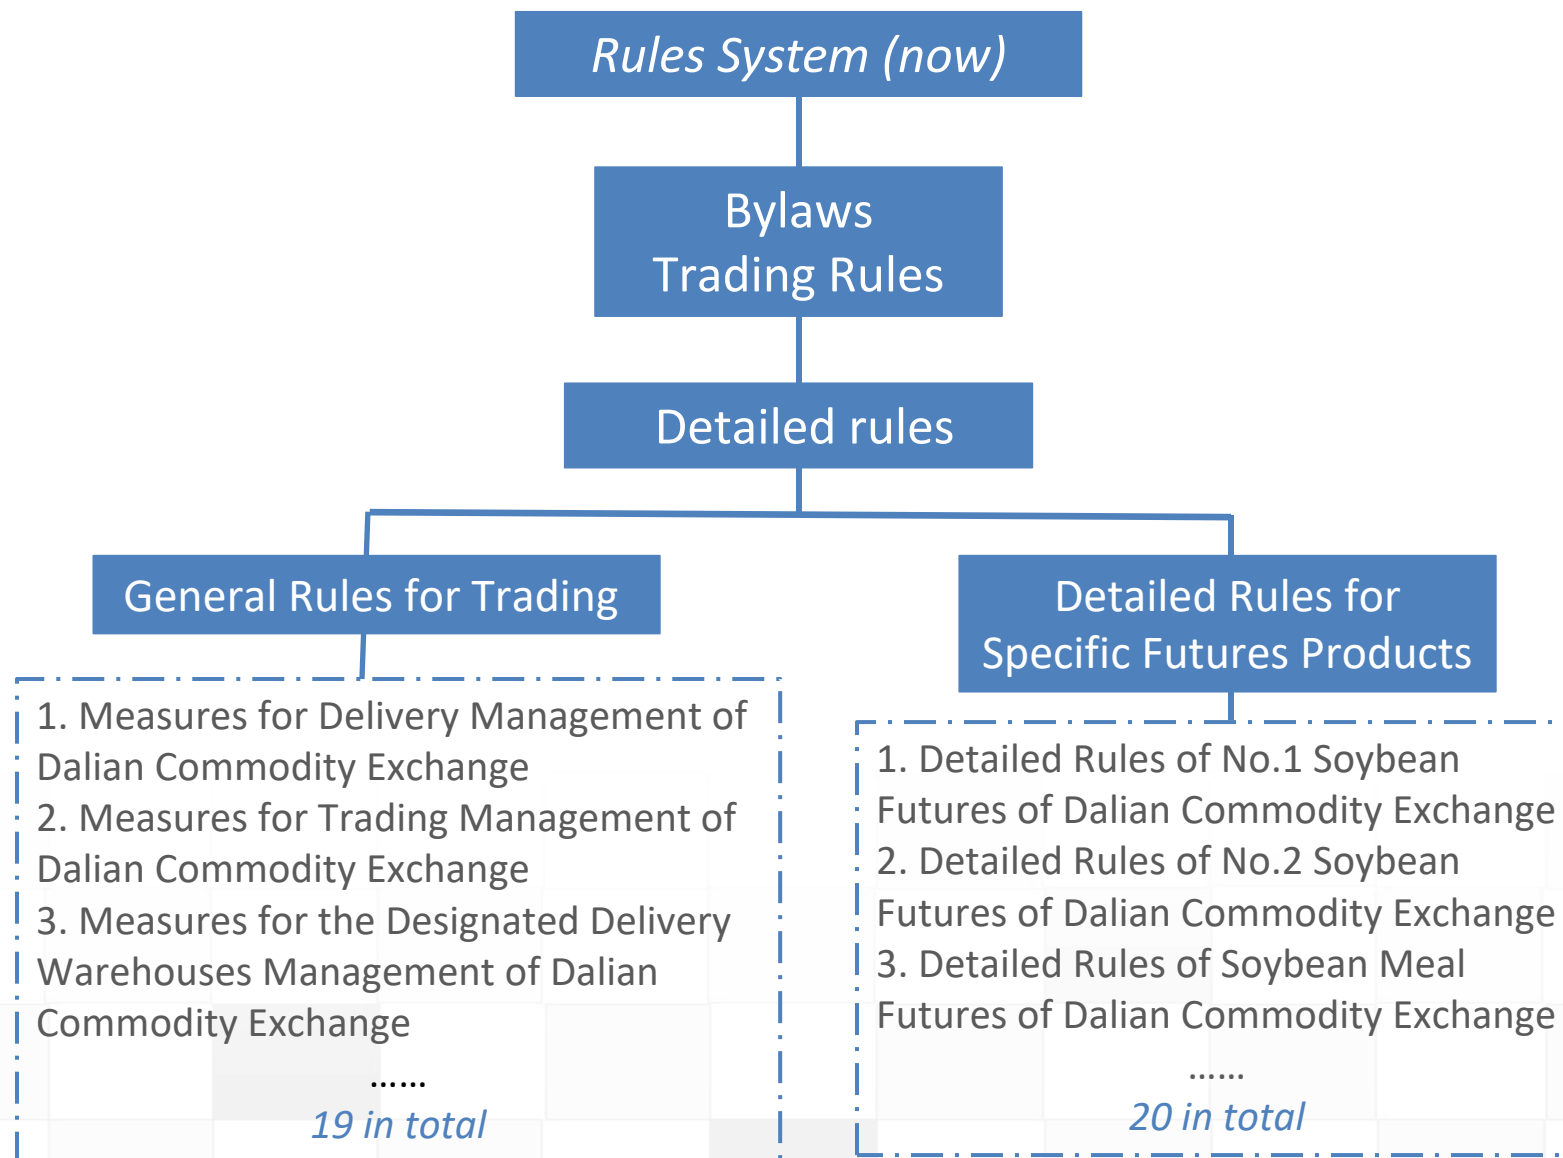 Rules System (now)
Bylaws
Trading Rules
Detailed rules
General Rules for Trading
1. Measures for Delivery Management of
Dalian Commodity Exchange
2. Measures for Trading Management of
Dalian Commodity Exchange
3. Measures for the Designated Delivery
Warehouses Management of Dalian
Commodity Exchange
......
19 in total
Detailed Rules for
Specific Futures Products
1. Detailed Rules of No.1 Soybean
Futures of Dalian Commodity Exchange
2. Detailed Rules of No.2 Soybean
Futures of Dalian Commodity Exchange
3. Detailed Rules of Soybean Meal
Futures of Dalian Commodity Exchange
......
20 in total